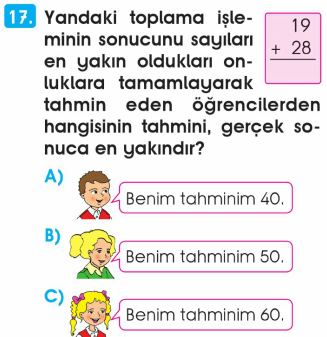 17. Yandaki toplama işle-
minin sonucunu sayıları
en yakın oldukları on-
luklara tamamlayarak
tahmin eden öğrencilerden
hangisinin tahmini, gerçek so-
nuca en yakındır?
19
+ 28
A) Benim tahminim 40.
B) Benim tahminim 50.
C) Benim tahminim 60.